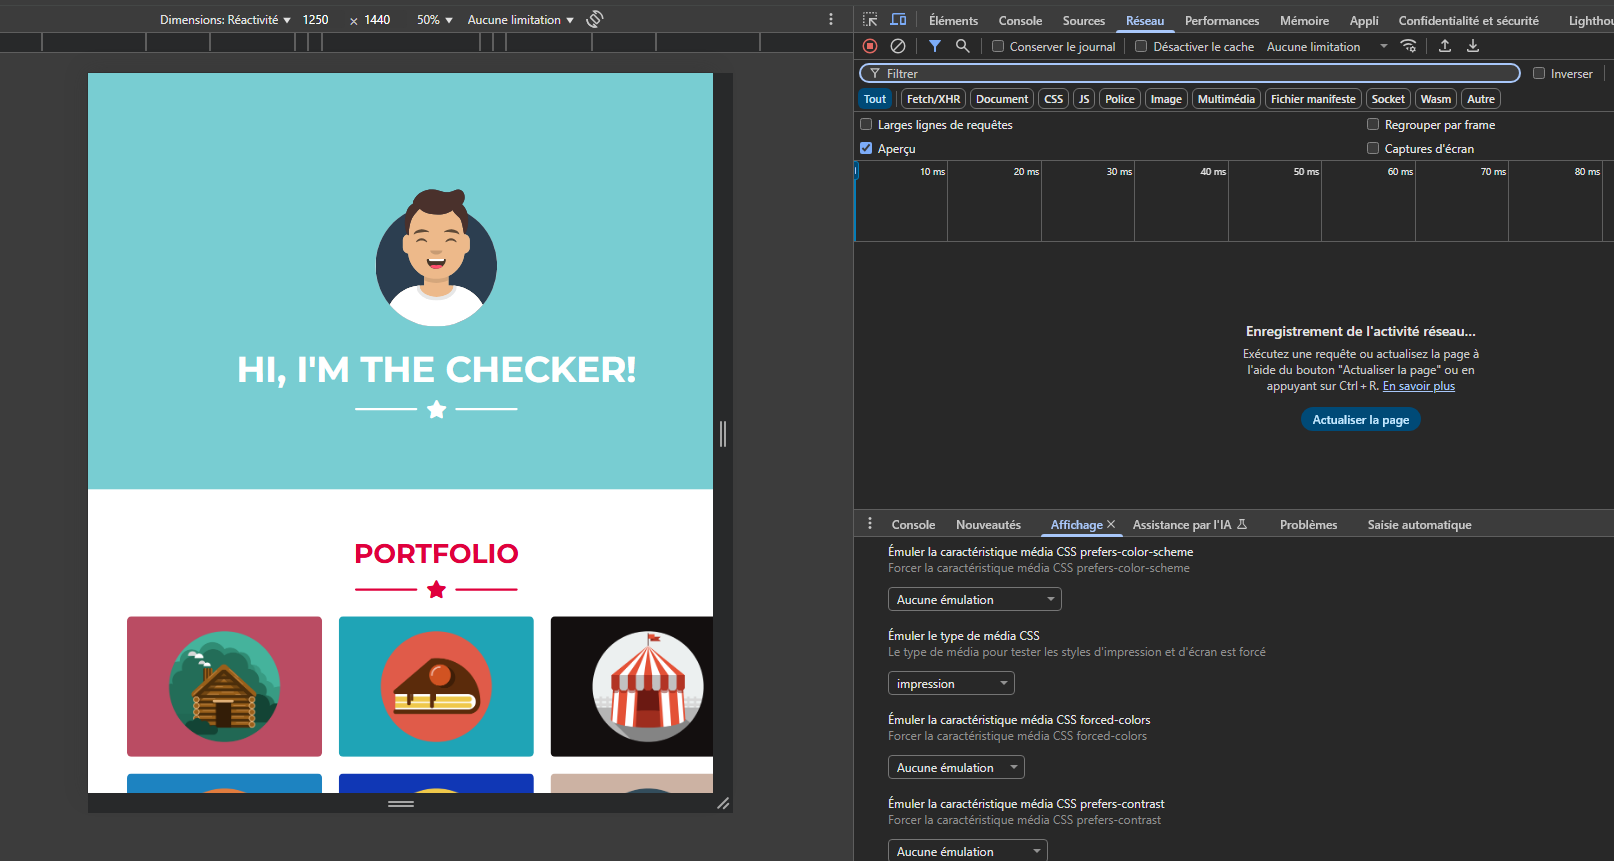 Dimensions: Réactivité ▼ 1250 × 1440 50% ▼ Aucune limitation ▼
HI, I'M THE CHECKER!
PORTFOLIO
Éléments Console Sources Réseau Performances Mémoire Appli Confidentialité et sécurité Lighthou
Conserver le journal Désactiver le cache Aucune limitation
Filtrer Inverser
Tout Fetch/XHR Document CSS JS Police Image Multimédia Fichier manifeste Socket Wasm Autre
Larges lignes de requêtes Regrouper par frame
Aperçu Captures d'écran
10 ms 20 ms 30 ms 40 ms 50 ms 60 ms 70 ms 80 ms
Enregistrement de l'activité réseau...
Exécutez une requête ou actualisez la page à
l'aide du bouton "Actualiser la page" ou en
appuyant sur Ctrl + R. En savoir plus
Actualiser la page
Console Nouveautés Affichage × Assistance par l'IA Problèmes Saisie automatique
Émuler la caractéristique média CSS prefers-color-scheme
Forcer la caractéristique média CSS prefers-color-scheme
Aucune émulation
Émuler le type de média CSS
Le type de média pour tester les styles d'impression et d'écran est forcé
impression
Émuler la caractéristique média CSS forced-colors
Forcer la caractéristique média CSS forced-colors
Aucune émulation
Émuler la caractéristique média CSS prefers-contrast
Forcer la caractéristique média CSS prefers-contrast
Aucune émulation